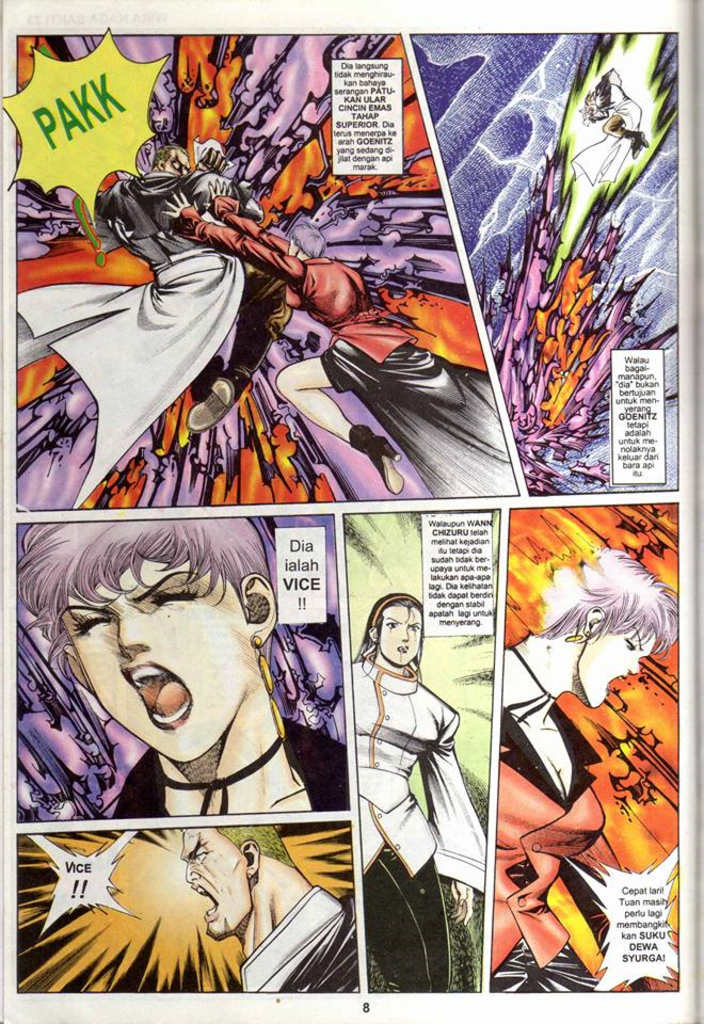 PAKK
!
Dia langsung
tidak menghirau-
kan bahaya
serangan PATU-
KAN ULAR
CINCIN EMAS
TAHAP
SUPERIOR. Dia
terus menerpa ke
arah GOENITZ
yang sedang di-
jilat dengan api
marak.
Walau
bagai-
manapun,
"dia" bukan
bertujuan
untuk men-
yerang
GOENITZ
tetapi
adalah
untuk me-
nolaknya
keluar dari
bara api
itu.
Dia
ialah
VICE
!!
Walaupun WANN
CHIZURU telah
melihat kejadian
itu tetapi dia
sudah tidak ber-
upaya untuk me-
lakukan apa-apa
lagi. Dia kelihatan
tidak dapat berdiri
dengan stabil
apatah lagi untuk
menyerang.
VICE
!!
Cepat lari!
Tuan masih
perlu lagi
membangkit
kan SUKU
DEWA
SYURGA!
8